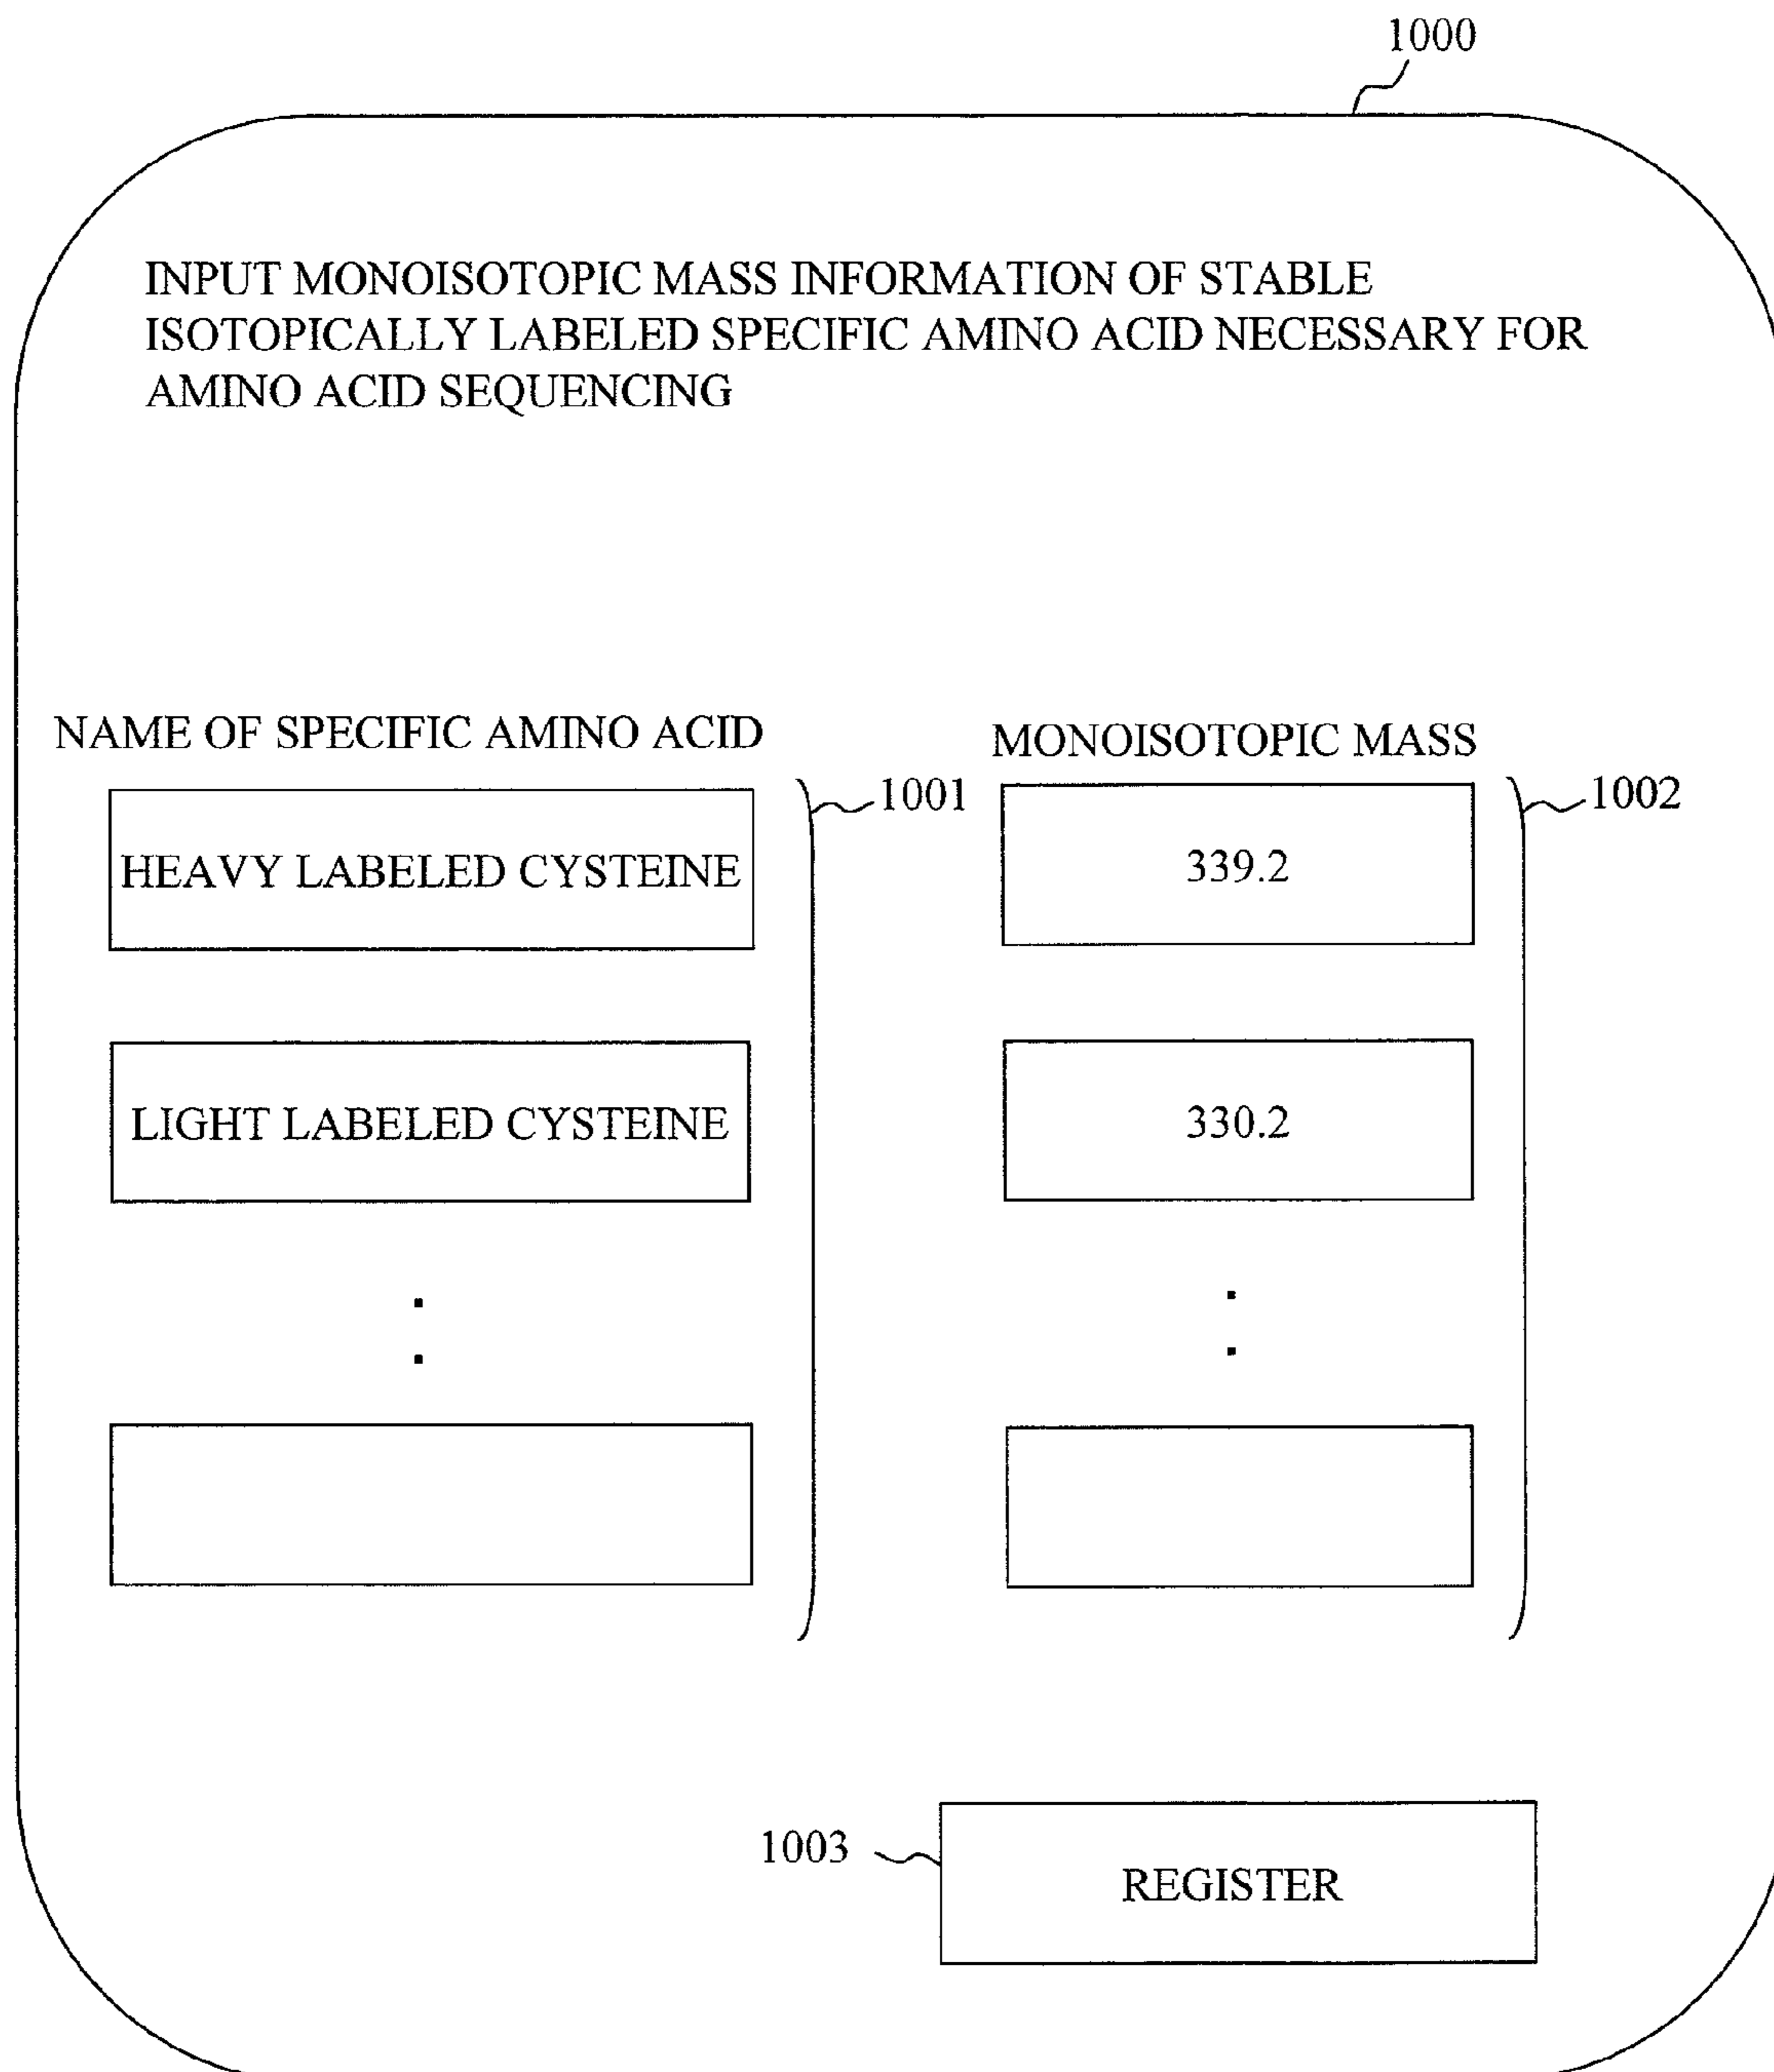 1000
INPUT MONOISOTOPIC MASS INFORMATION OF STABLE
ISOTOPICALLY LABELED SPECIFIC AMINO ACID NECESSARY FOR
AMINO ACID SEQUENCING
NAME OF SPECIFIC AMINO ACID
MONOISOTOPIC MASS
1001
1002
HEAVY LABELED CYSTEINE
339.2
LIGHT LABELED CYSTEINE
330.2
1003
REGISTER